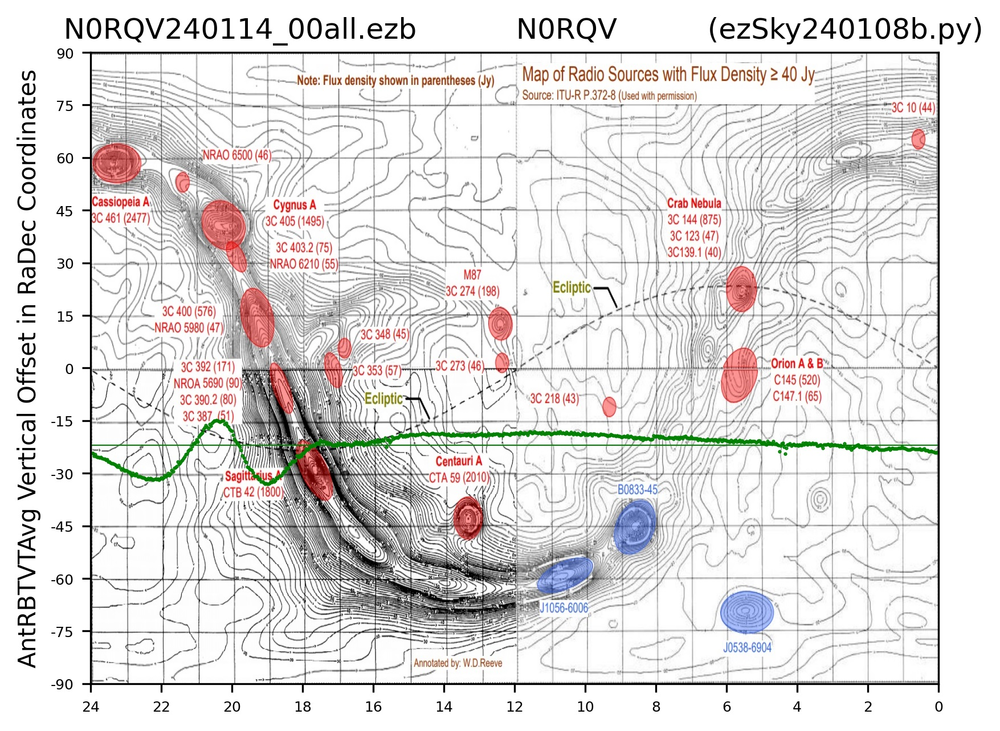 N0RQV240114_00all.ezb N0RQV (ezSky240108b.py)
AntRBTVTAvg Vertical Offset in RaDec Coordinates
90
75
60
45
30
15
0
-15
-30
-45
-60
-75
-90
Note: Flux density shown in parentheses (Jy)
Map of Radio Sources with Flux Density ≥ 40 Jy
Source: ITU-R P.372-8 (Used with permission)
3C 10 (44)
NRAO 6500 (46)
Cassiopeia A
3C 461 (2477)
Cygnus A
3C 405 (1495)
3C 403.2 (75)
NRAO 6210 (55)
Crab Nebula
3C 144 (875)
3C 123 (47)
3C139.1 (40)
M87
3C 274 (198)
Ecliptic
3C 400 (576)
NRAO 5980 (47)
3C 348 (45)
3C 392 (171)
NROA 5690 (90)
3C 390.2 (80)
3C 387 (51)
3C 353 (57)
3C 273 (46)
Orion A & B
C145 (520)
C147.1 (65)
Ecliptic
3C 218 (43)
Sagittarius A
CTB 42 (1800)
Centauri A
CTA 59 (2010)
B0833-45
J1056-6006
J0538-6904
Annotated by: W.D.Reeve
24 22 20 18 16 14 12 10 8 6 4 2 0